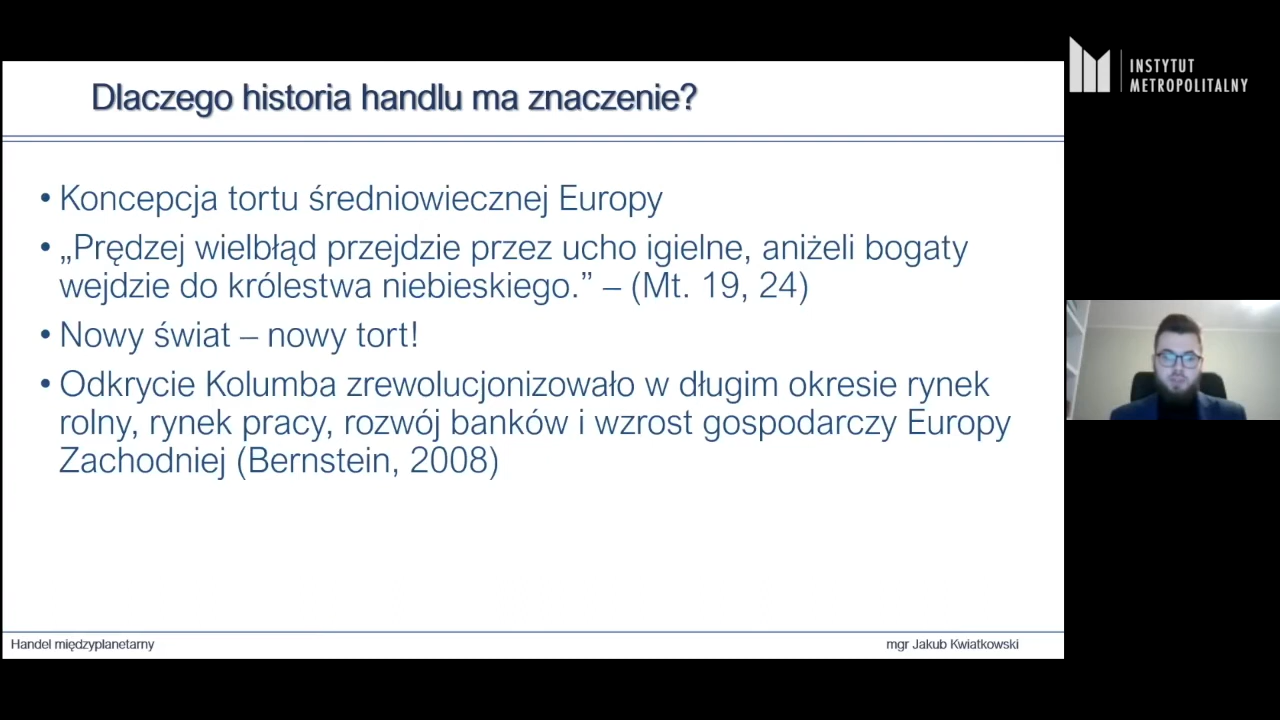 Dlaczego historia handlu ma znaczenie?
INSTYTUT
METROPOLITALNY
• Koncepcja tortu średniowiecznej Europy
• „Prędzej wielbłąd przejdzie przez ucho igielne, aniżeli bogaty
wejdzie do królestwa niebieskiego.” – (Mt. 19, 24)
• Nowy świat – nowy tort!
• Odkrycie Kolumba zrewolucjonizowało w długim okresie rynek
rolny, rynek pracy, rozwój banków i wzrost gospodarczy Europy
Zachodniej (Bernstein, 2008)
Handel międzyplanetarny
mgr Jakub Kwiatkowski